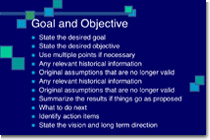 Goal and Objective
State the desired goal
State the desired objective
Use multiple points if necessary
Any relevant historical information
Original assumptions that are no longer valid
Any relevant historical information
Original assumptions that are no longer valid
Summarize the results if things go as proposed
What to do next
Identify action items
State the vision and long term direction